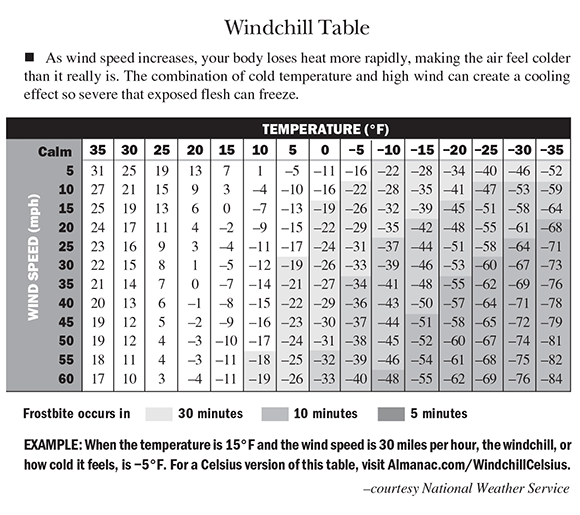 Windchill Table
■ As wind speed increases, your body loses heat more rapidly, making the air feel colder
than it really is. The combination of cold temperature and high wind can create a cooling
effect so severe that exposed flesh can freeze.
TEMPERATURE (°F)
Calm 35 30 25 20 15 10 5 0 −5 −10 −15 −20 −25 −30 −35
WIND SPEED (mph)
5 31 25 19 13 7 1 −5 −11 −16 −22 −28 −34 −40 −46 −52
10 27 21 15 9 3 −4 −10 −16 −22 −28 −35 −41 −47 −53 −59
15 25 19 13 6 0 −7 −13 −19 −26 −32 −39 −45 −51 −58 −64
20 24 17 11 4 −2 −9 −15 −22 −29 −35 −42 −48 −55 −61 −68
25 23 16 9 3 −4 −11 −17 −24 −31 −37 −44 −51 −58 −64 −71
30 22 15 8 1 −5 −12 −19 −26 −33 −39 −46 −53 −60 −67 −73
35 21 14 7 0 −7 −14 −21 −27 −34 −41 −48 −55 −62 −69 −76
40 20 13 6 −1 −8 −15 −22 −29 −36 −43 −50 −57 −64 −71 −78
45 19 12 5 −2 −9 −16 −23 −30 −37 −44 −51 −58 −65 −72 −79
50 19 12 4 −3 −10 −17 −24 −31 −38 −45 −52 −60 −67 −74 −81
55 18 11 4 −3 −11 −18 −25 −32 −39 −46 −54 −61 −68 −75 −82
60 17 10 3 −4 −11 −19 −26 −33 −40 −48 −55 −62 −69 −76 −84
Frostbite occurs in 30 minutes 10 minutes 5 minutes
EXAMPLE: When the temperature is 15°F and the wind speed is 30 miles per hour, the windchill, or
how cold it feels, is −5°F. For a Celsius version of this table, visit Almanac.com/WindchillCelsius.
–courtesy National Weather Service